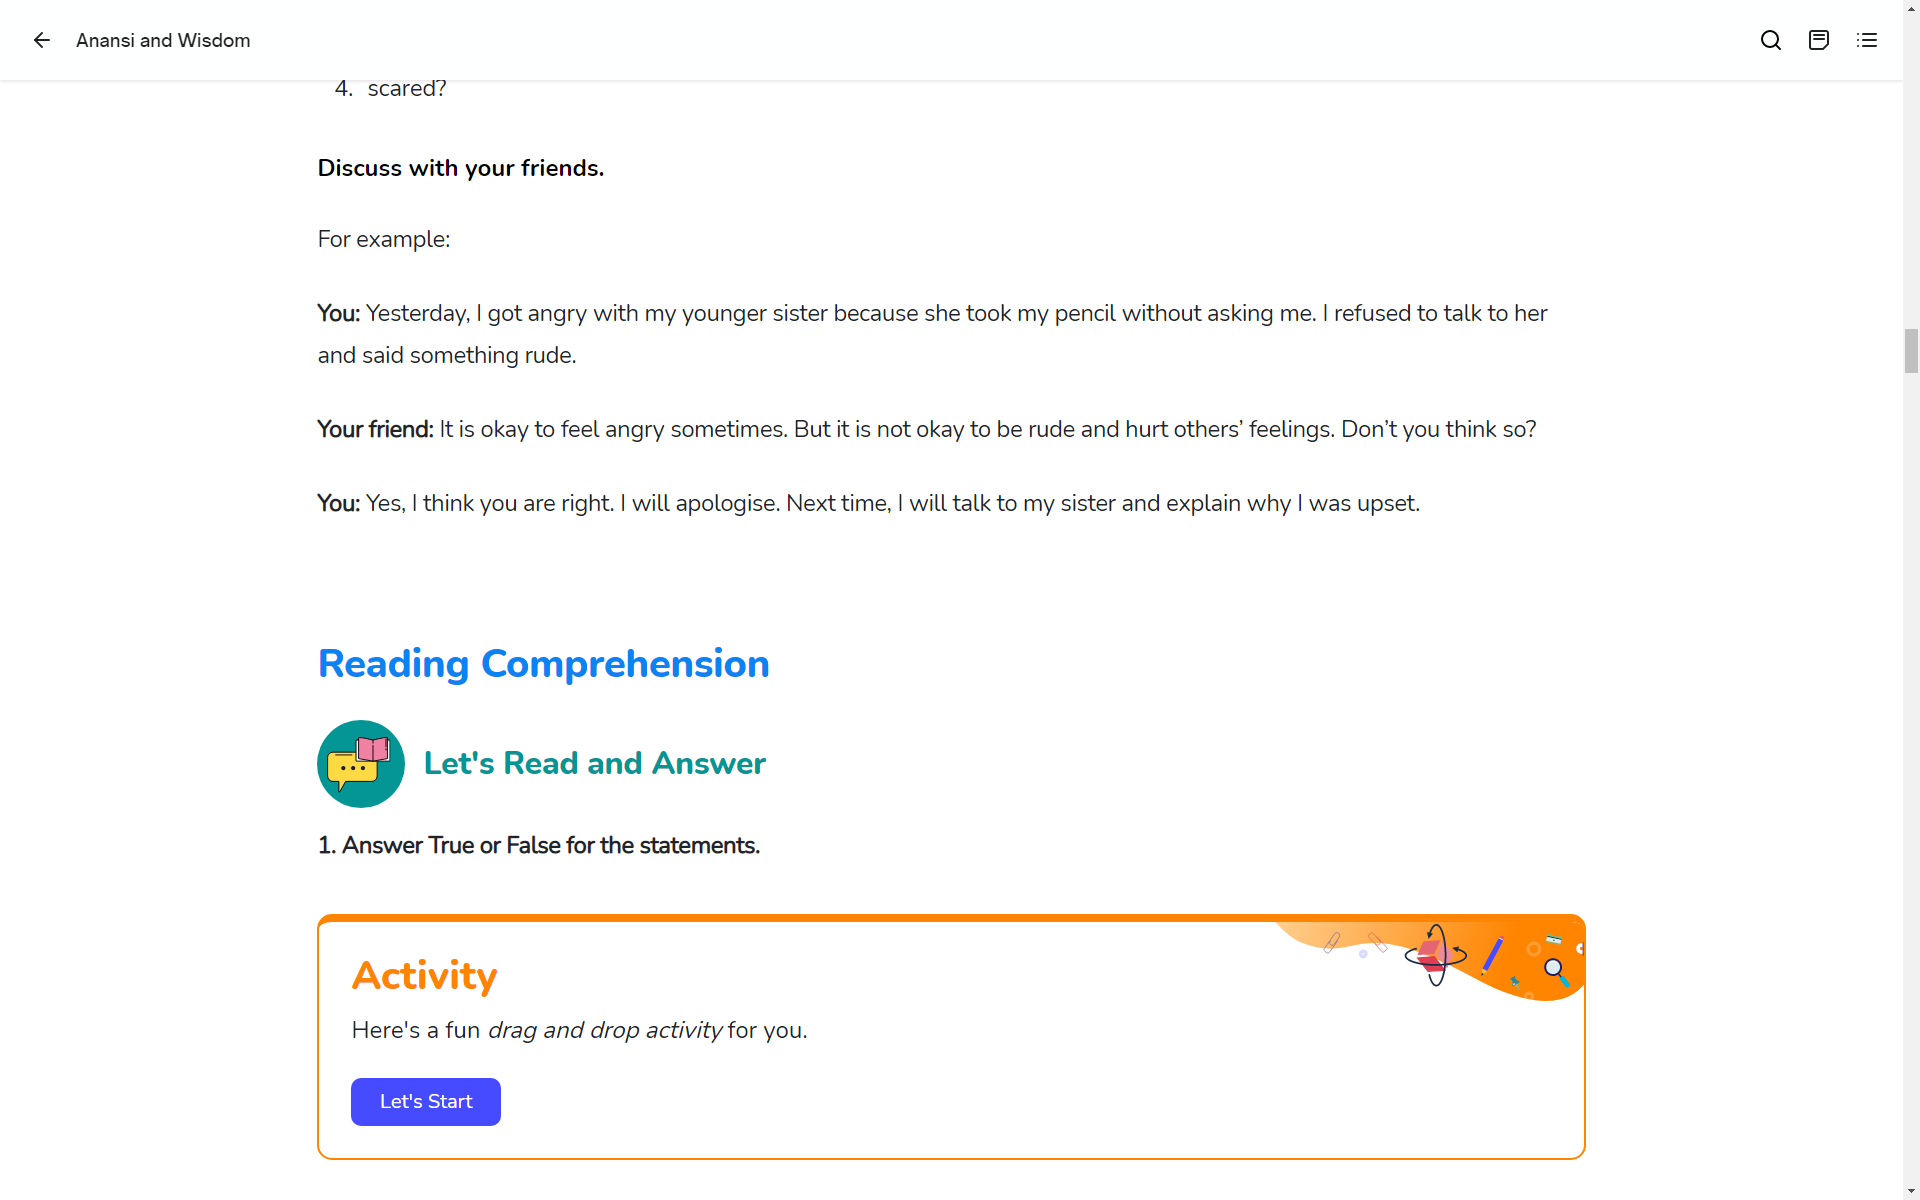 Anansi and Wisdom
4. scared?
Discuss with your friends.
For example:
You: Yesterday, I got angry with my younger sister because she took my pencil without asking me. I refused to talk to her
and said something rude.
Your friend: It is okay to feel angry sometimes. But it is not okay to be rude and hurt others’ feelings. Don’t you think so?
You: Yes, I think you are right. I will apologise. Next time, I will talk to my sister and explain why I was upset.
Reading Comprehension
Let's Read and Answer
1. Answer True or False for the statements.
Activity
Here's a fun drag and drop activity for you.
Let's Start